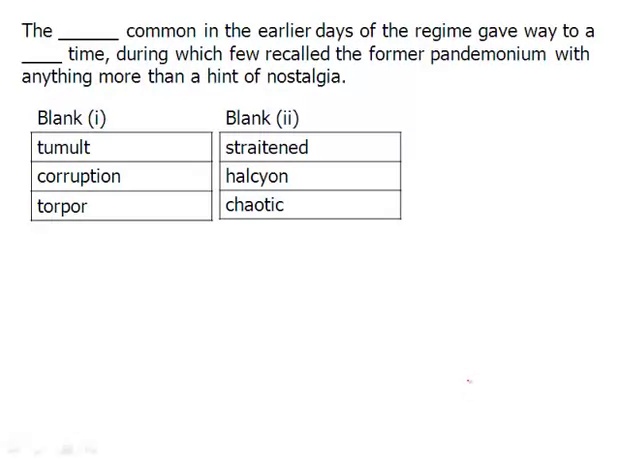 The ______ common in the earlier days of the regime gave way to a
____ time, during which few recalled the former pandemonium with
anything more than a hint of nostalgia.
Blank (i) Blank (ii)
tumult straitened
corruption halcyon
torpor chaotic